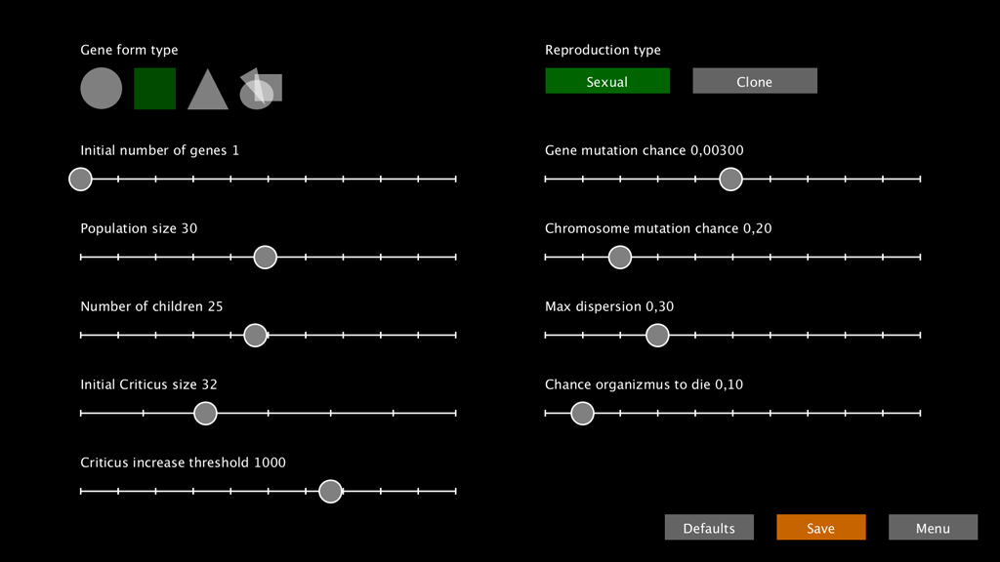 Gene form type
Initial number of genes 1
Population size 30
Number of children 25
Initial Criticus size 32
Criticus increase threshold 1000
Reproduction type
Sexual
Clone
Gene mutation chance 0,00300
Chromosome mutation chance 0,20
Max dispersion 0,30
Chance organizmus to die 0,10
Defaults
Save
Menu